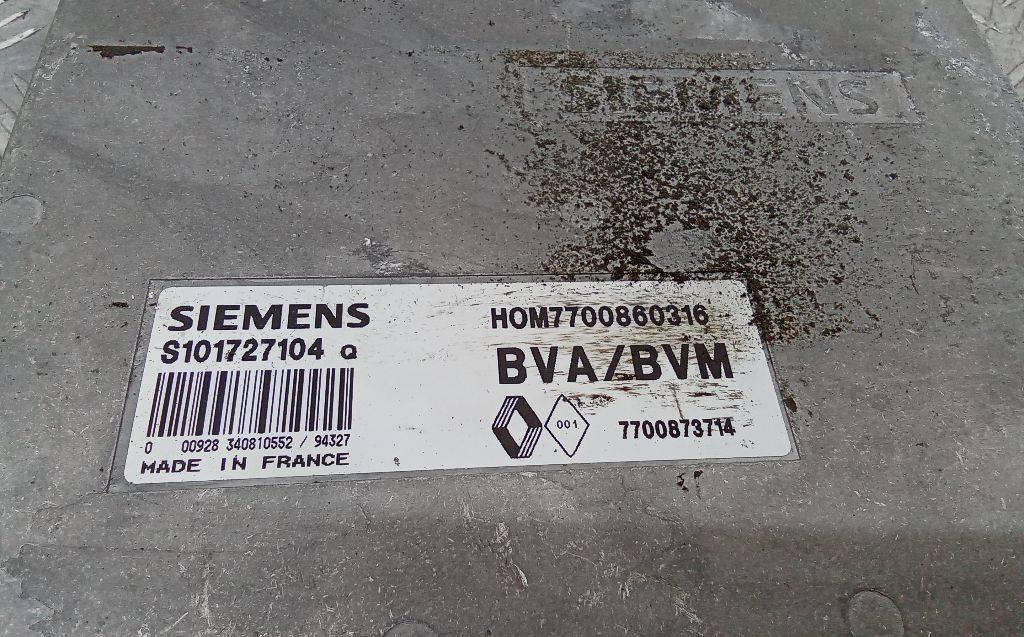 SIEMENS
SIEMENS
S101727104 Q
0 00928 340810552 / 94327
MADE IN FRANCE
HOM7700860316
BVA/BVM
001
7700873714